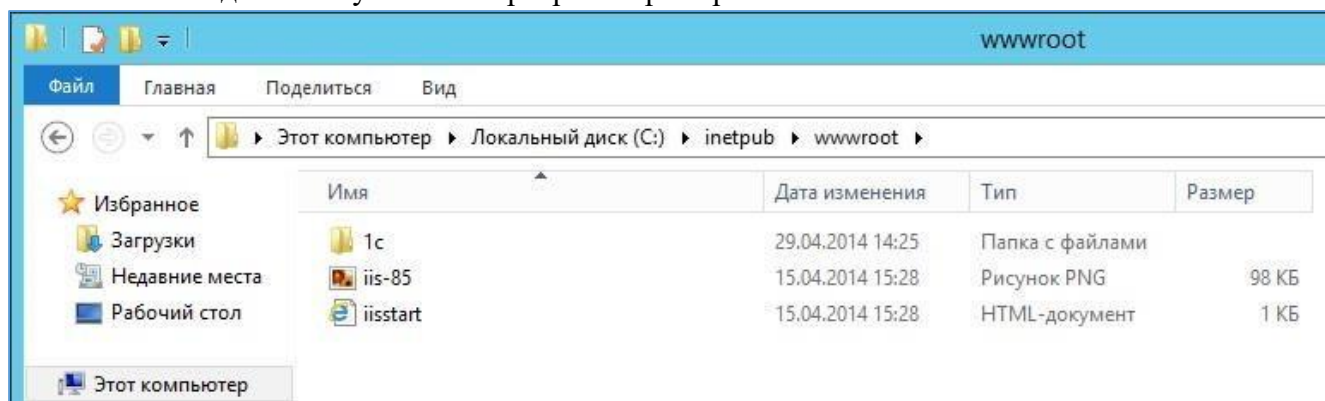 wwwroot
Файл Главная Поделиться Вид
Этот компьютер Локальный диск (C:) inetpub wwwroot
Имя Дата изменения Тип Размер
Избранное
Загрузки 1c 29.04.2014 14:25 Папка с файлами
Недавние места iis-85 15.04.2014 15:28 Рисунок PNG 98 КБ
Рабочий стол iisstart 15.04.2014 15:28 HTML-документ 1 КБ
Этот компьютер